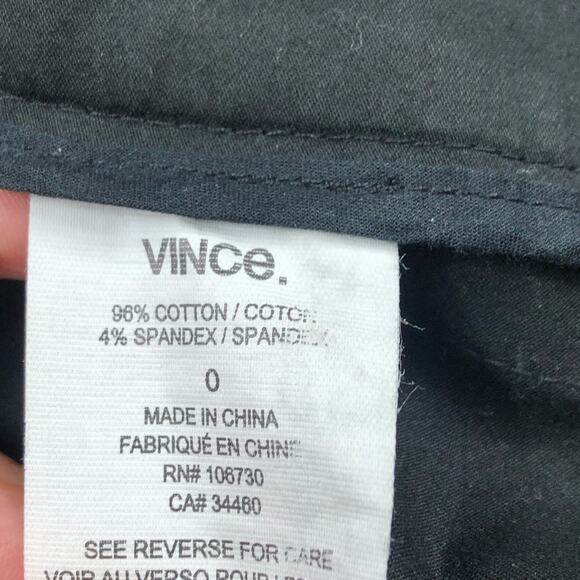 VINCe.
96% COTTON / COTON
4% SPANDEX / SPANDEX
0
MADE IN CHINA
FABRIQUÉ EN CHINE
RN# 106730
CA# 34460
SEE REVERSE FOR CARE
VOIR AU VERSO POUR